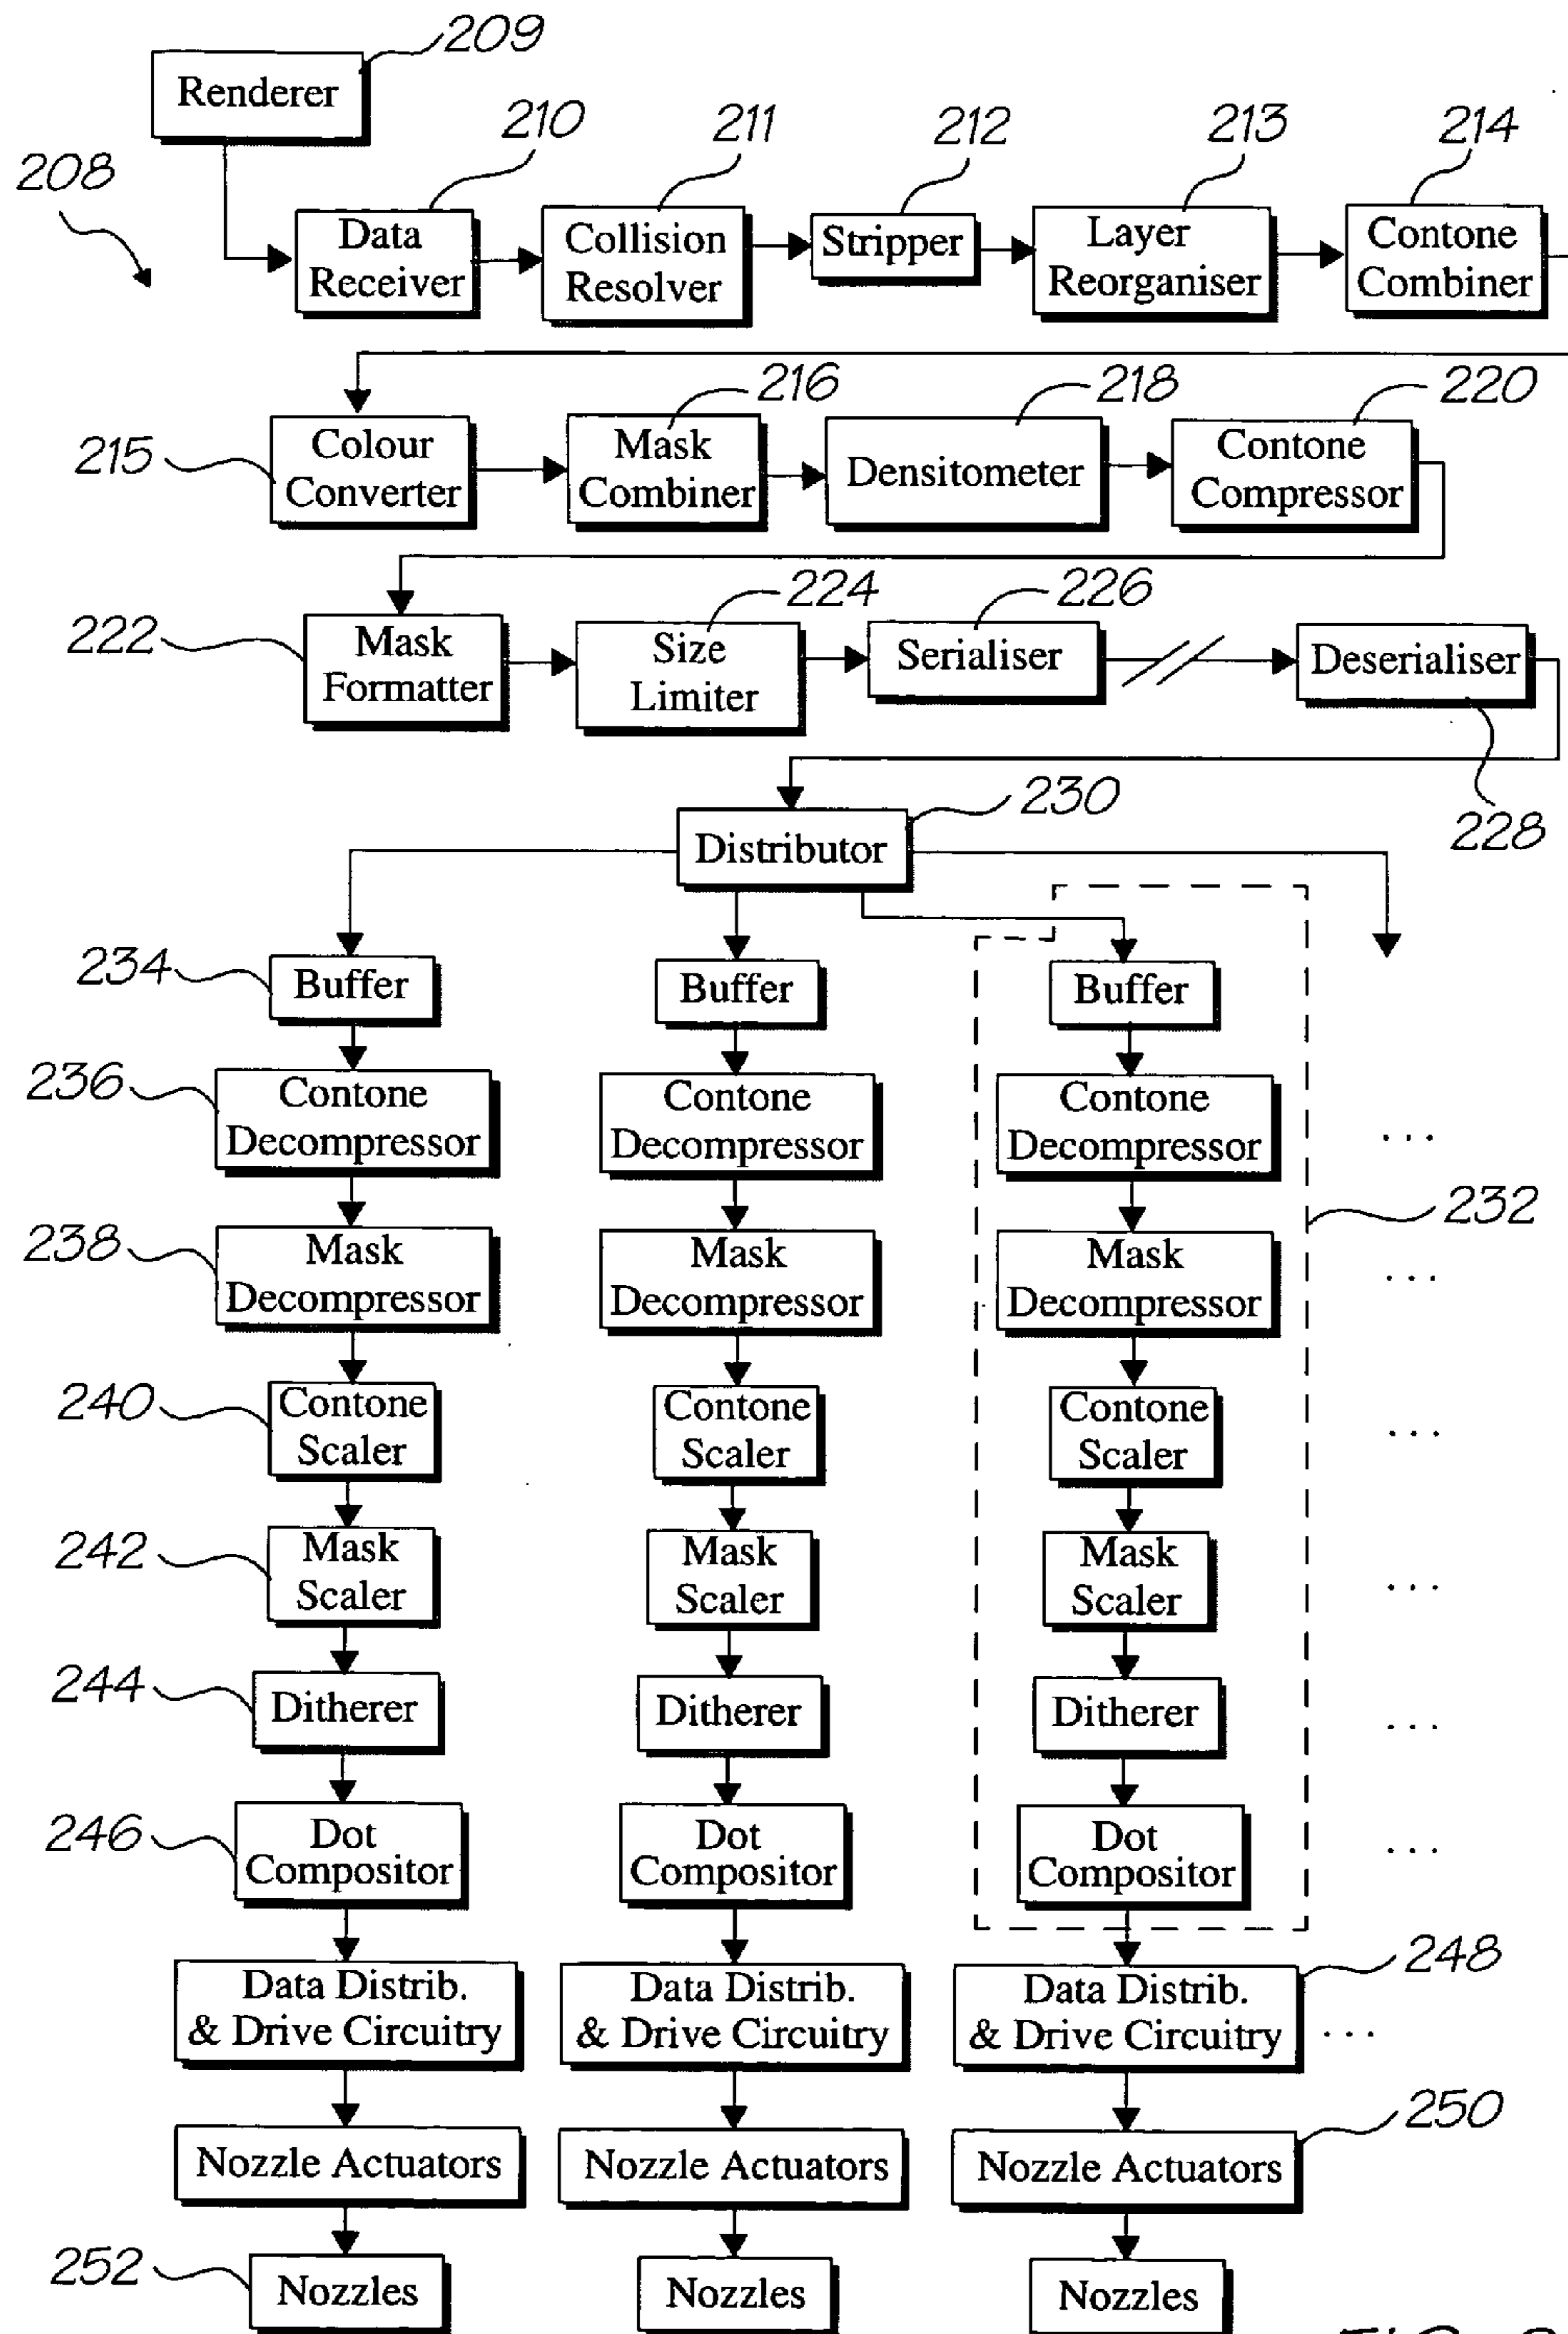 209
Renderer
210
211
212
213
214
208
Data
Receiver
Collision
Resolver
Stripper
Layer
Reorganiser
Contone
Combiner
216
218
220
215
Colour
Converter
Mask
Combiner
Densitometer
Contone
Compressor
224
226
222
Mask
Formatter
Size
Limiter
Serialiser
Deserialiser
228
230
Distributor
234
Buffer
Buffer
Buffer
236
Contone
Decompressor
Contone
Decompressor
Contone
Decompressor
...
232
238
Mask
Decompressor
Mask
Decompressor
Mask
Decompressor
...
240
Contone
Scaler
Contone
Scaler
Contone
Scaler
...
242
Mask
Scaler
Mask
Scaler
Mask
Scaler
...
244
Ditherer
Ditherer
Ditherer
...
246
Dot
Compositor
Dot
Compositor
Dot
Compositor
...
248
Data Distrib.
& Drive Circuitry
Data Distrib.
& Drive Circuitry
Data Distrib.
& Drive Circuitry
...
250
Nozzle Actuators
Nozzle Actuators
Nozzle Actuators
252
Nozzles
Nozzles
Nozzles